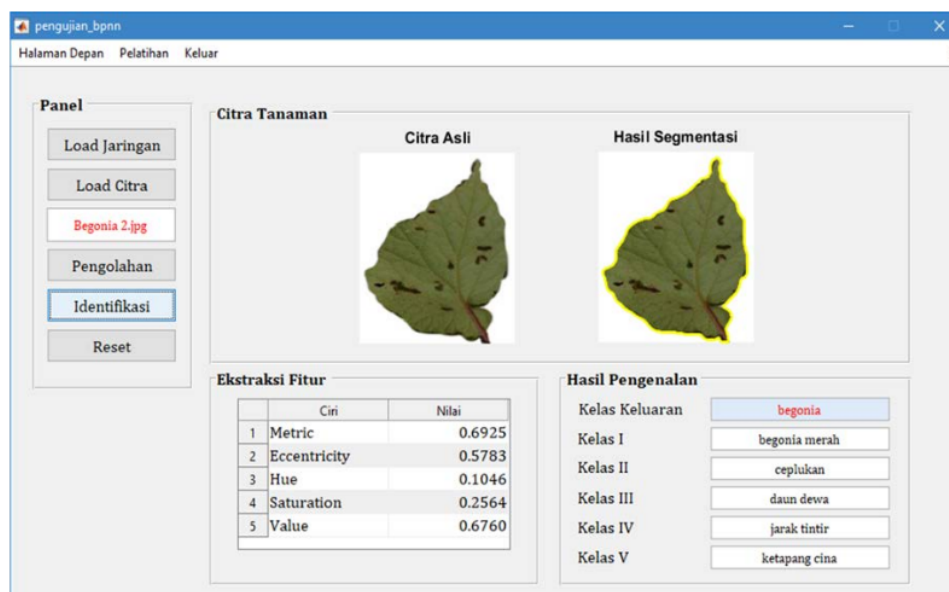 pengujian_bpnn
Halaman Depan Pelatihan Keluar
Panel
Load Jaringan
Load Citra
Begonia 2.jpg
Pengolahan
Identifikasi
Reset
Citra Tanaman
Citra Asli
Hasil Segmentasi
Ekstraksi Fitur
Ciri Nilai
1 Metric 0.6925
2 Eccentricity 0.5783
3 Hue 0.1046
4 Saturation 0.2564
5 Value 0.6760
Hasil Pengenalan
Kelas Keluaran begonia
Kelas I begonia merah
Kelas II ceplukan
Kelas III daun dewa
Kelas IV jarak tintir
Kelas V ketapang cina